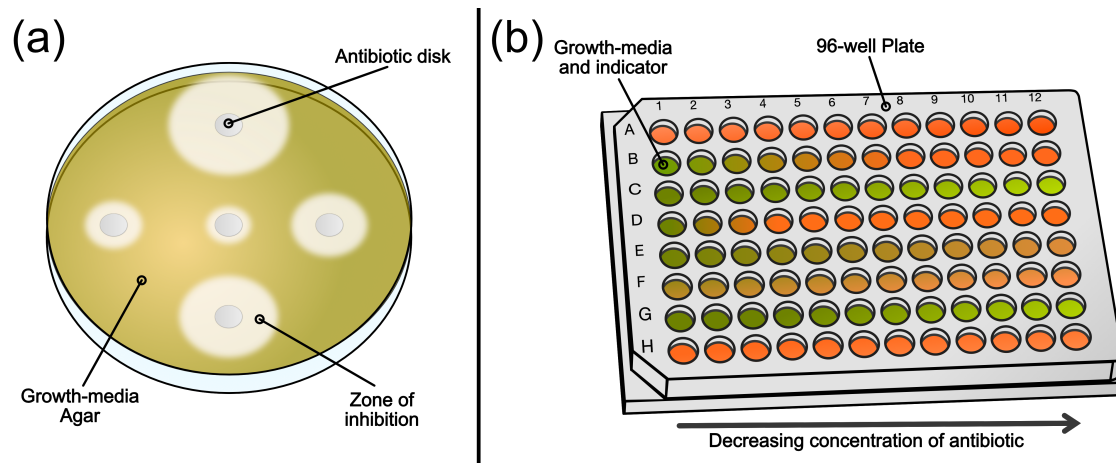 (a)
Antibiotic disk
Growth-media
Agar
Zone of
inhibition
(b)
Growth-media
and indicator
96-well Plate
1 2 3 4 5 6 7 8 9 10 11 12
A
B
C
D
E
F
G
H
Decreasing concentration of antibiotic